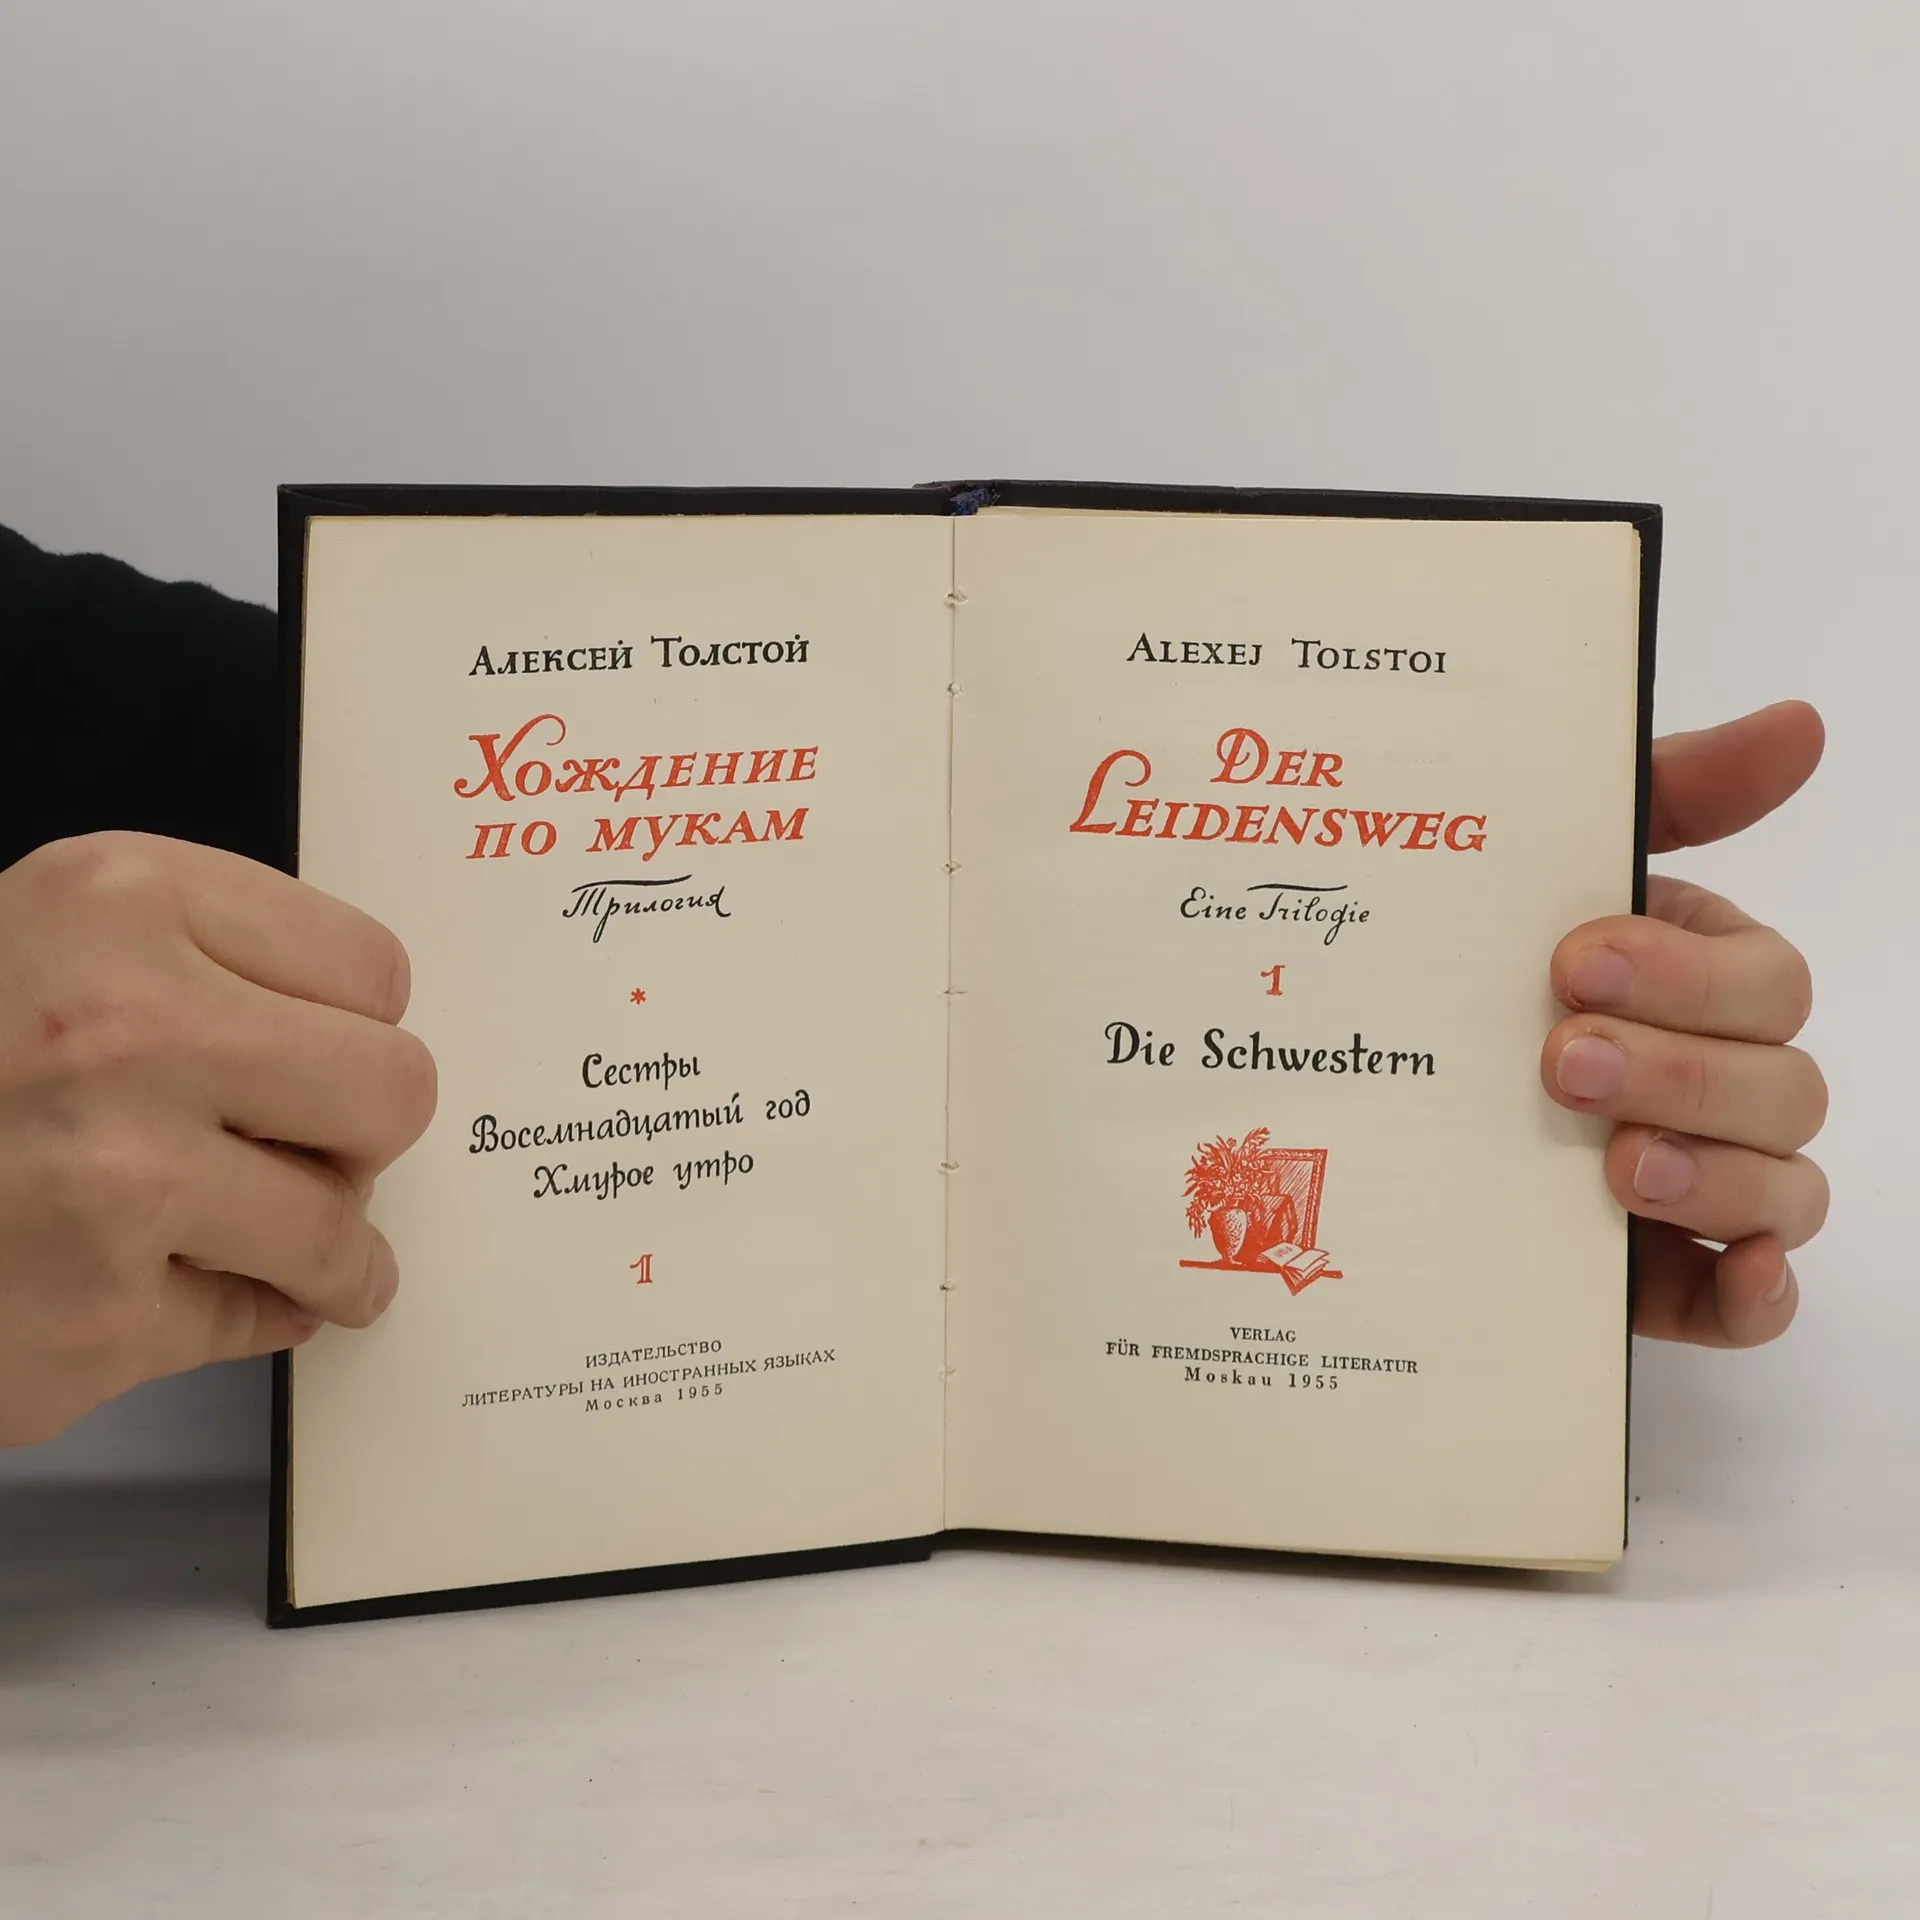 Алексей Толстой
Хождение
по мукам
Трилогия
*
Сестры
Восемнадцатый год
Хмурое утро
1
ИЗДАТЕЛЬСТВО
ЛИТЕРАТУРЫ НА ИНОСТРАННЫХ ЯЗЫКАХ
Москва 1955
ALEXEJ TOLSTOI
DER
LEIDENSWEG
Eine Trilogie
1
Die Schwestern
VERLAG
FÜR FREMDSPRACHIGE LITERATUR
Moskau 1955